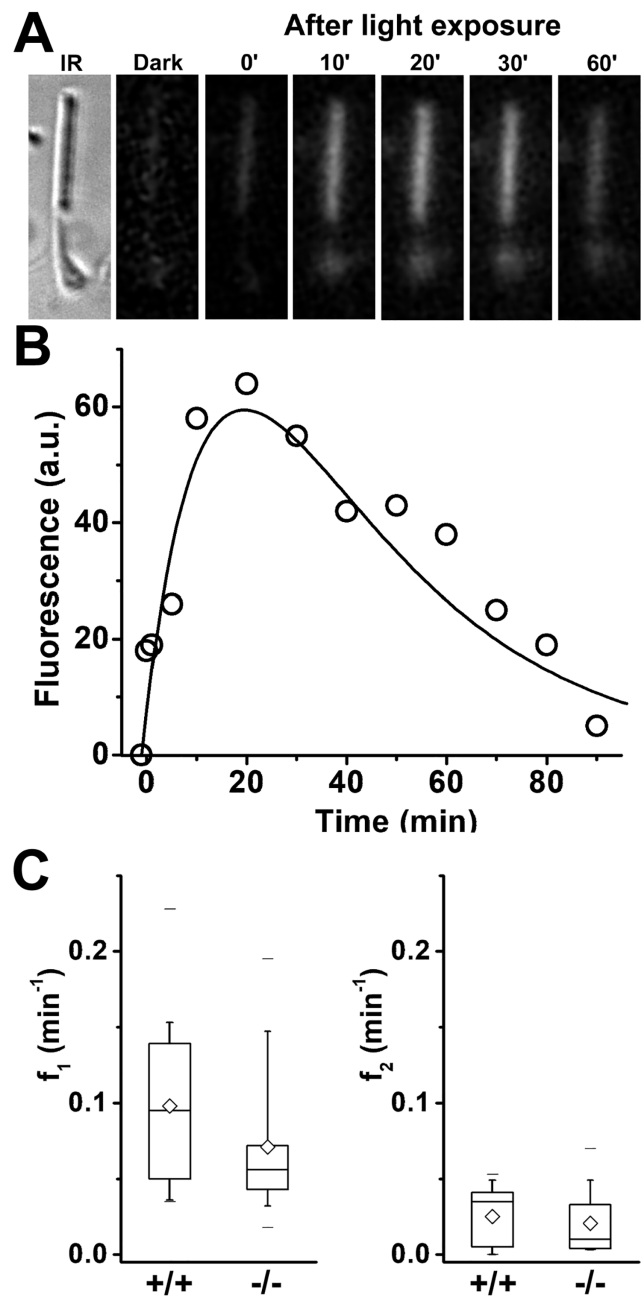 A
After light exposure
IR Dark 0' 10' 20' 30' 60'
B
Fluorescence (a.u.)
60
40
20
0
0 20 40 60 80
Time (min)
C
f1 (min-1)
0.2
0.1
0.0
+/+ -/-
f2 (min-1)
0.2
0.1
0.0
+/+ -/-